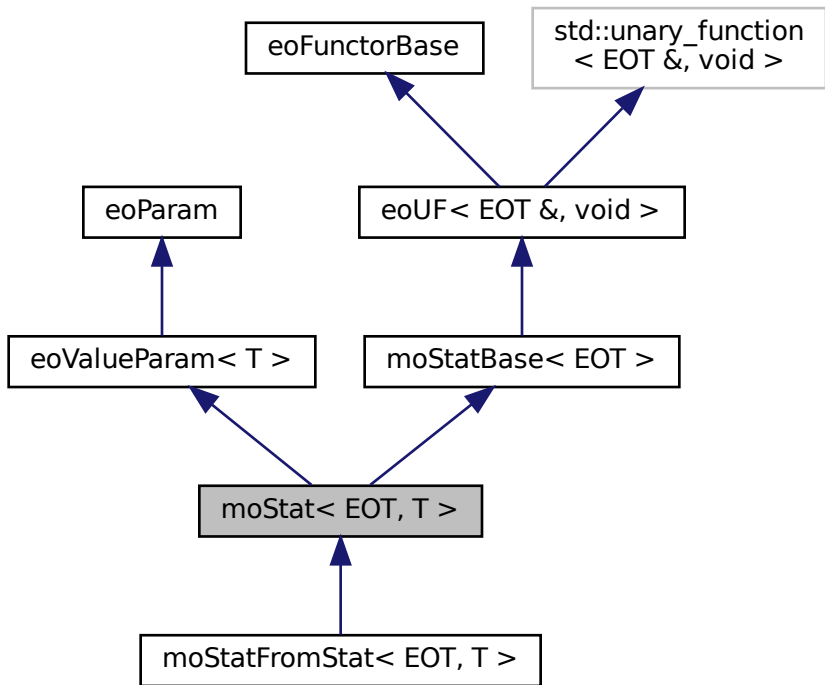 eoFunctorBase
std::unary_function
< EOT &, void >
eoParam
eoUF< EOT &, void >
eoValueParam< T >
moStatBase< EOT >
moStat< EOT, T >
moStatFromStat< EOT, T >